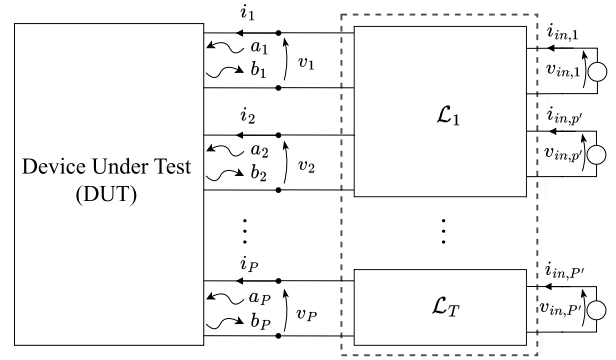 Device Under Test
(DUT)
i_1
a_1
b_1
v_1
i_2
a_2
b_2
v_2
i_P
a_P
b_P
v_P
ℒ_1
ℒ_T
i_{in,1}
v_{in,1}
i_{in,p'}
v_{in,p'}
i_{in,P'}
v_{in,P'}